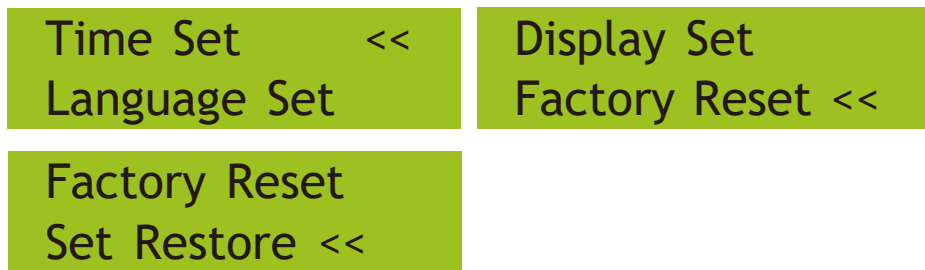 Time Set <<
Language Set
Display Set
Factory Reset <<
Factory Reset
Set Restore <<